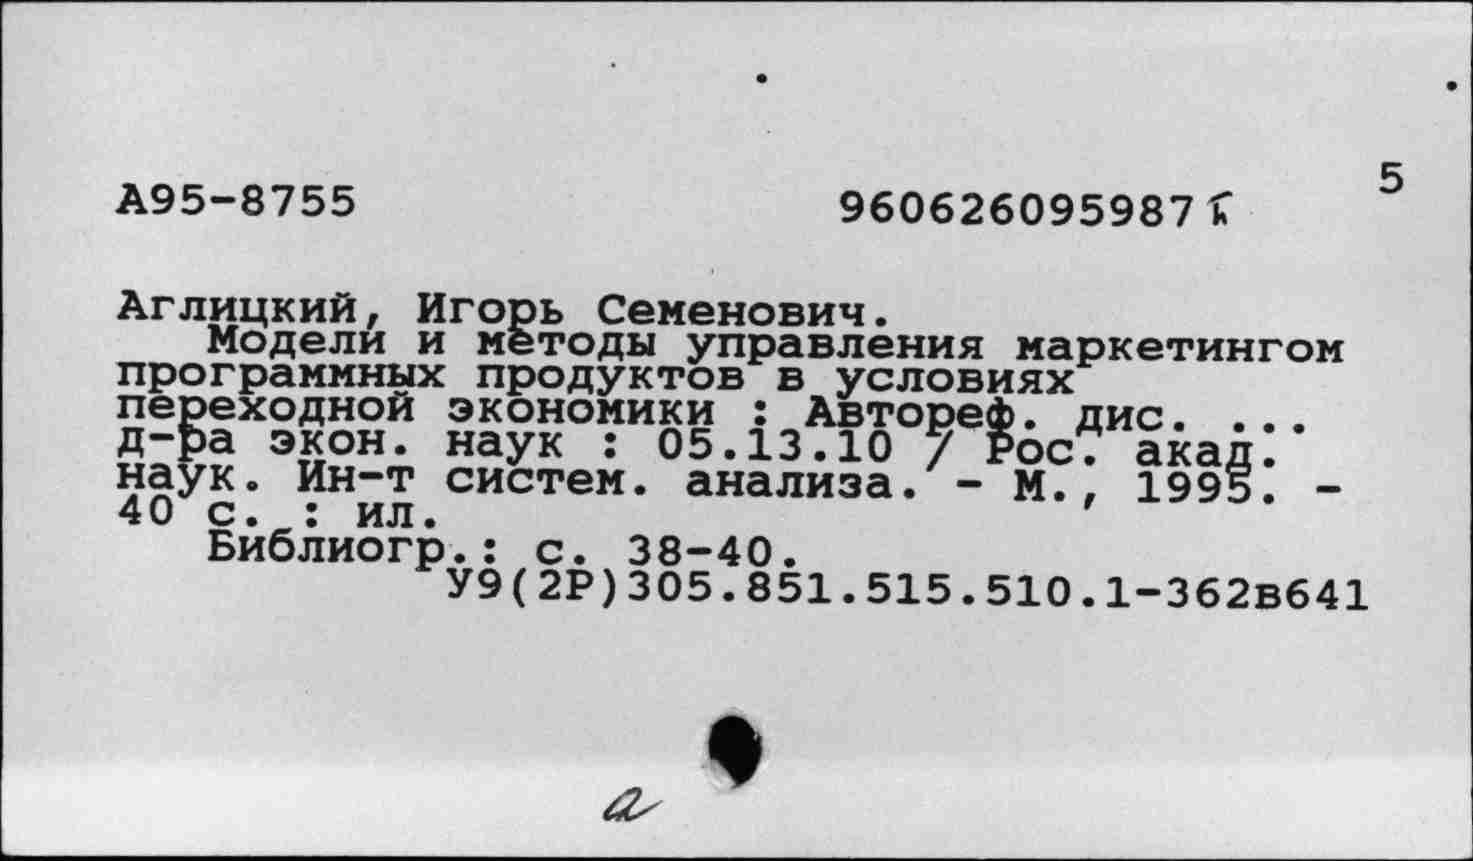 5
А95-8755 960626095987
Аглицкий, Игорь Семенович.
Модели и методы управления маркетингом
программных продуктов в условиях
переходной экономики : Автореф. дис. ...
д-ра экон. наук : 05.13.10 / Рос. акад.
наук. Ин-т систем. анализа. - М., 1995. -
40 с. : ил.
Библиогр.: с. 38-40.
У9(2Р)305.851.515.510.1-362в641